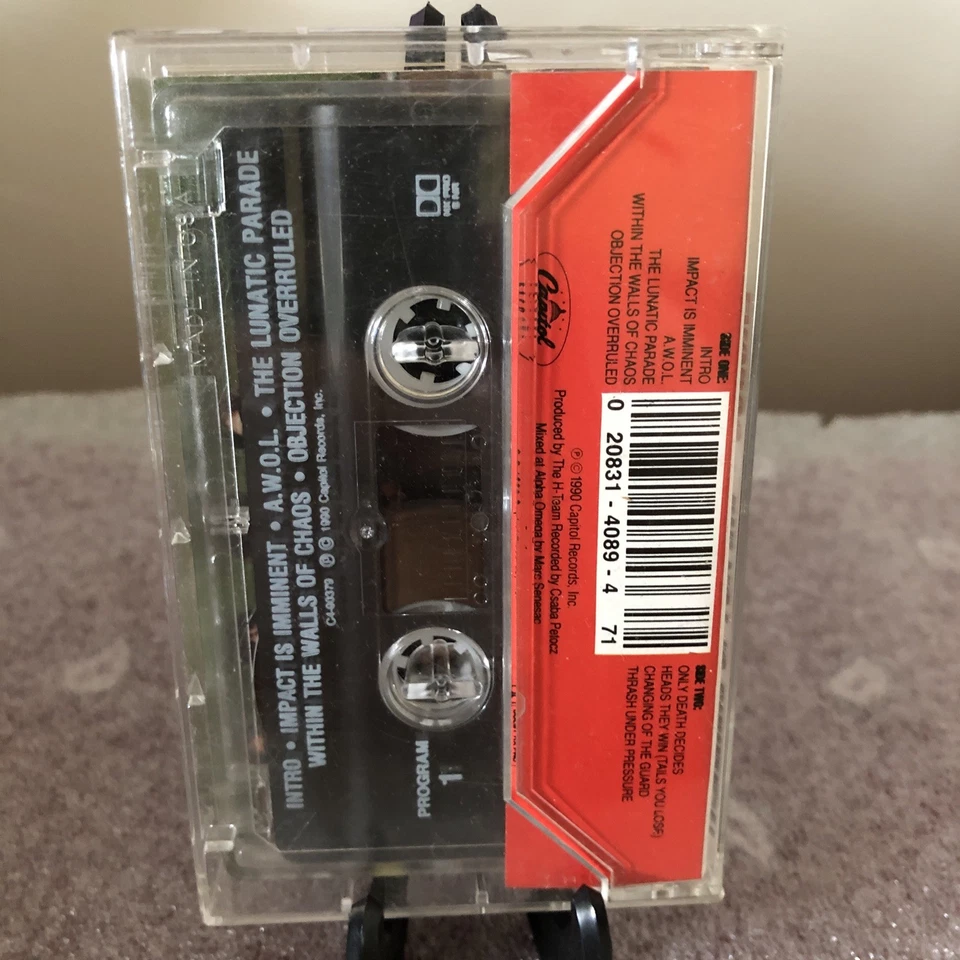 INTRO • IMPACT IS IMMINENT • A.W.O.L. • THE LUNATIC PARADE
WITHIN THE WALLS OF CHAOS • OBJECTION OVERRULED
C4-90379 ℗ © 1990 Capitol Records, Inc.
PROGRAM
1
Capitol
SIDE ONE:
INTRO
IMPACT IS IMMINENT
A.W.O.L.
THE LUNATIC PARADE
WITHIN THE WALLS OF CHAOS
OBJECTION OVERRULED
0 20831 - 4089 - 4 71
SIDE TWO:
ONLY DEATH DECIDES
HEADS THEY WIN (TAILS YOU LOSE)
CHANGING OF THE GUARD
THRASH UNDER PRESSURE
℗ © 1990 Capitol Records, Inc.
Produced by The H-Team Recorded by Csaba Petocz
Mixed at Alpha Omega by Marc Senesac